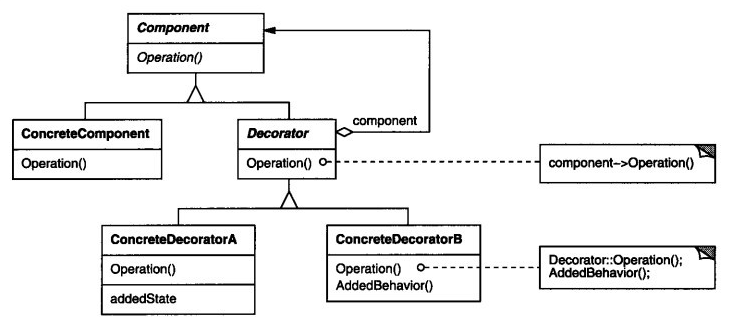 Component
Operation()
component
ConcreteComponent
Operation()
Decorator
Operation()
component->Operation()
ConcreteDecoratorA
Operation()
addedState
ConcreteDecoratorB
Operation()
AddedBehavior()
Decorator::Operation();
AddedBehavior();